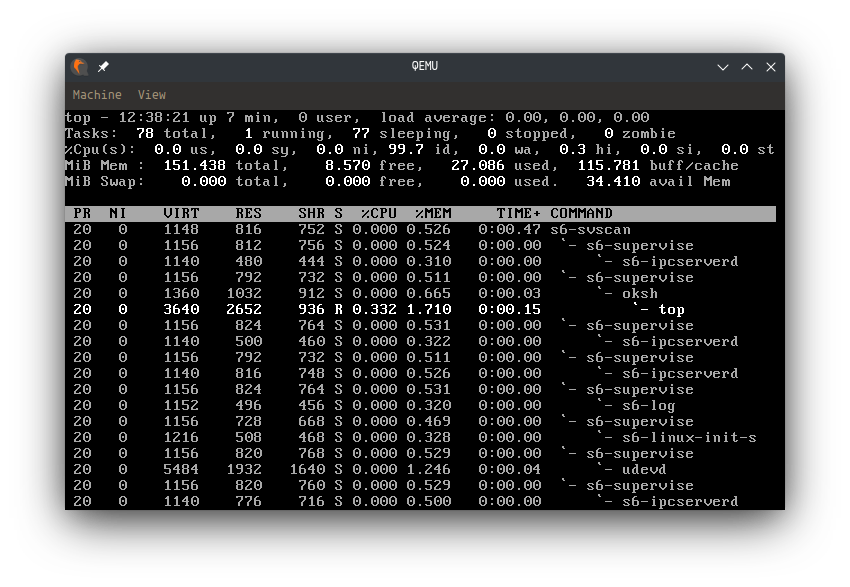 QEMU
Machine View
top - 12:38:21 up 7 min,  0 user,  load average: 0.00, 0.00, 0.00
Tasks:  78 total,   1 running,  77 sleeping,   0 stopped,   0 zombie
%Cpu(s):  0.0 us,  0.0 sy,  0.0 ni, 99.7 id,  0.0 wa,  0.3 hi,  0.0 si,  0.0 st
MiB Mem :  151.438 total,    8.570 free,   27.086 used,  115.781 buff/cache
MiB Swap:    0.000 total,    0.000 free,    0.000 used.   34.410 avail Mem
PR  NI    VIRT    RES    SHR S  %CPU  %MEM     TIME+ COMMAND
20   0    1148    816    752 S 0.000 0.526   0:00.47 s6-svscan
20   0    1156    812    756 S 0.000 0.524   0:00.00  `- s6-supervise
20   0    1140    480    444 S 0.000 0.310   0:00.00      `- s6-ipcserverd
20   0    1156    792    732 S 0.000 0.511   0:00.00  `- s6-supervise
20   0    1360   1032    912 S 0.000 0.665   0:00.03      `- oksh
20   0    3640   2652    936 R 0.332 1.710   0:00.15          `- top
20   0    1156    824    764 S 0.000 0.531   0:00.00  `- s6-supervise
20   0    1140    500    460 S 0.000 0.322   0:00.00      `- s6-ipcserverd
20   0    1156    792    732 S 0.000 0.511   0:00.00  `- s6-supervise
20   0    1140    816    748 S 0.000 0.526   0:00.00      `- s6-ipcserverd
20   0    1156    824    764 S 0.000 0.531   0:00.00  `- s6-supervise
20   0    1152    496    456 S 0.000 0.320   0:00.00      `- s6-log
20   0    1156    728    668 S 0.000 0.469   0:00.00  `- s6-supervise
20   0    1216    508    468 S 0.000 0.328   0:00.00      `- s6-linux-init-s
20   0    1156    820    768 S 0.000 0.529   0:00.00  `- s6-supervise
20   0    5484   1932   1640 S 0.000 1.246   0:00.04      `- udevd
20   0    1156    820    760 S 0.000 0.529   0:00.00  `- s6-supervise
20   0    1140    776    716 S 0.000 0.500   0:00.00      `- s6-ipcserverd